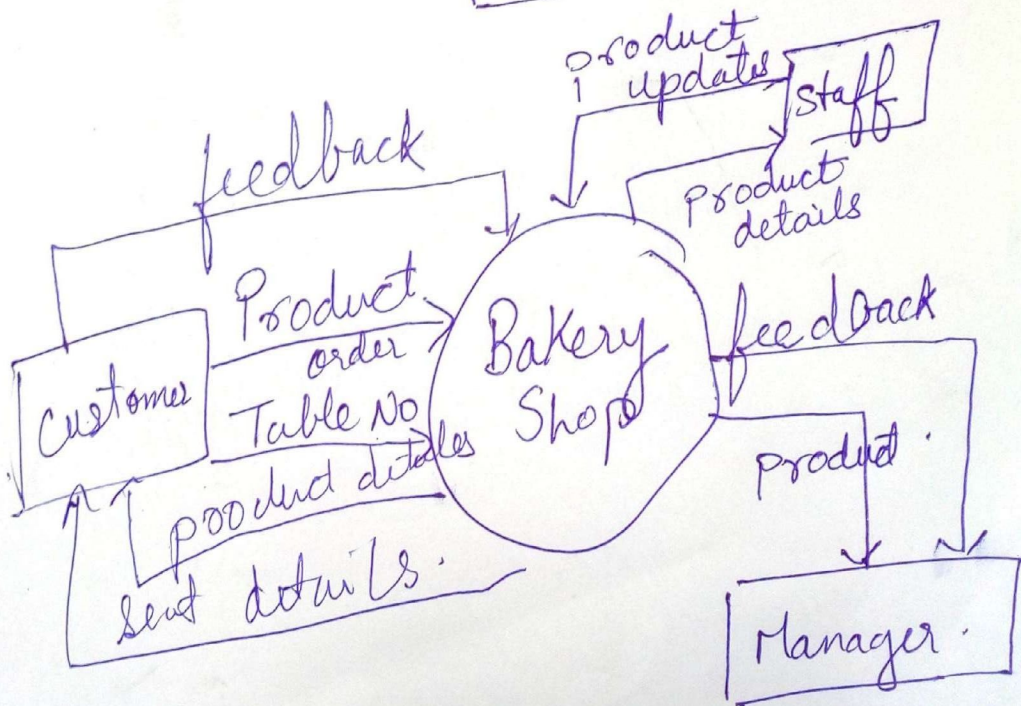 product
updates
Staff
feedback
Product
details
Product
order
Bakery
Shop
feedback
Customer
Table No
product.
product detailes
Sent details.
Manager.